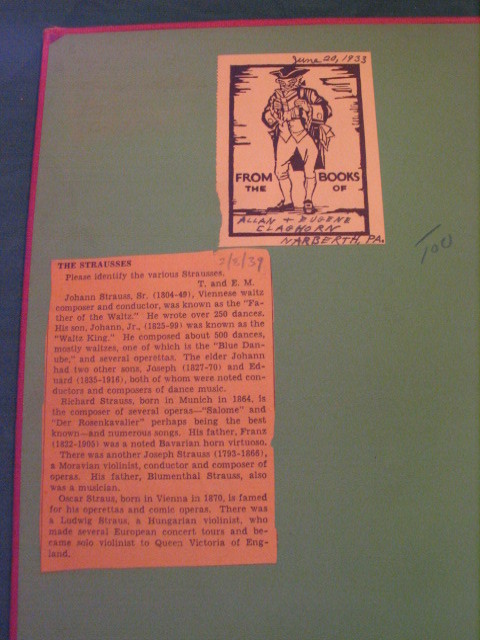 June 20, 1933
FROM BOOKS
THE OF
ALLAN + EUGENE
CLAGHORN
NARBERTH, PA.
100
THE STRAUSSES
Please identify the various Strausses.
T. and E. M.
Johann Strauss, Sr. (1804-49), Viennese waltz
composer and conductor, was known as the "Fa-
ther of the Waltz." He wrote over 250 dances.
His son, Johann, Jr., (1825-99) was known as the
"Waltz King." He composed about 500 dances,
mostly waltzes, one of which is the "Blue Dan-
ube," and several operettas. The elder Johann
had two other sons, Joseph (1827-70) and Ed-
uard (1835-1916), both of whom were noted con-
ductors and composers of dance music.
Richard Strauss, born in Munich in 1864, is
the composer of several operas—"Salome" and
"Der Rosenkavalier" perhaps being the best
known—and numerous songs. His father, Franz
(1822-1905) was a noted Bavarian horn virtuoso.
There was another Joseph Strauss (1793-1866),
a Moravian violinist, conductor and composer of
operas. His father, Blumenthal Strauss, also
was a musician.
Oscar Straus, born in Vienna in 1870, is famed
for his operettas and comic operas. There was
a Ludwig Straus, a Hungarian violinist, who
made several European concert tours and be-
came solo violinist to Queen Victoria of Eng-
land.